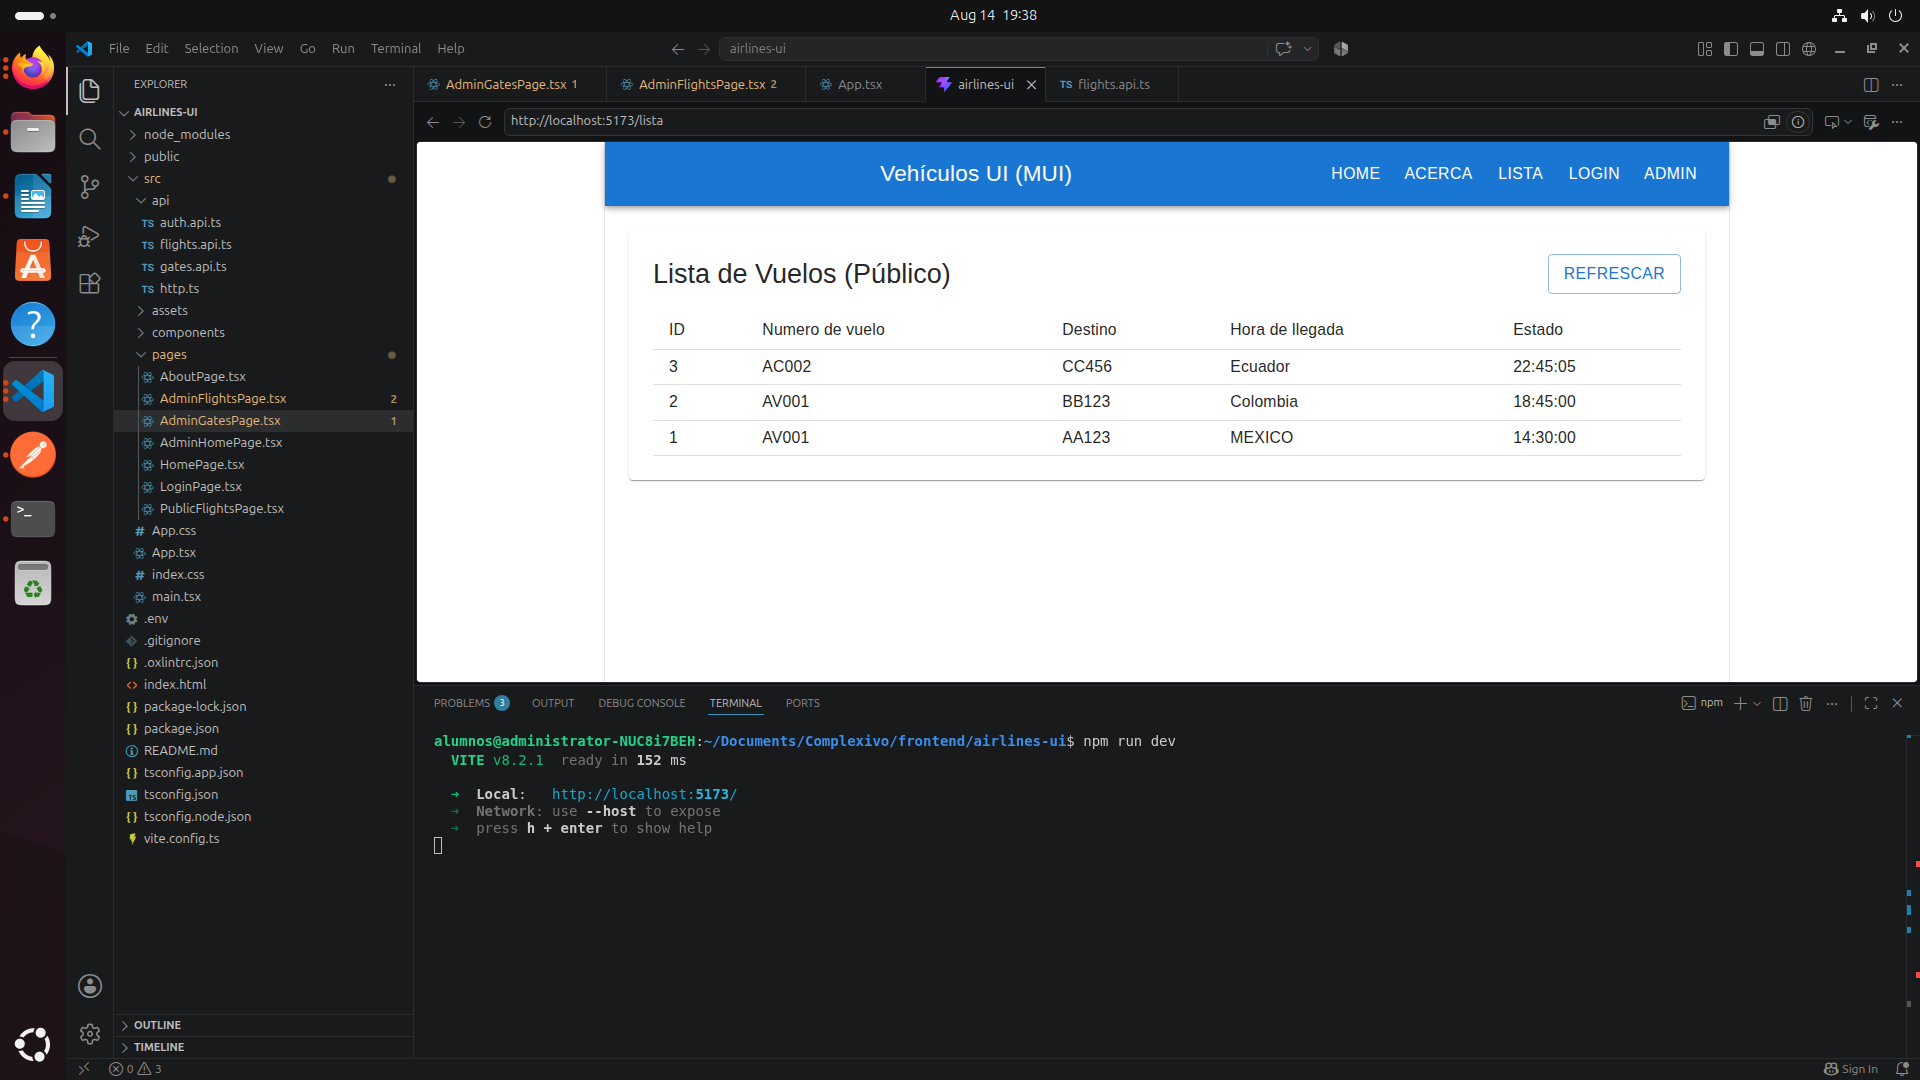 Aug 14 19:38
File Edit Selection View Go Run Terminal Help
airlines-ui
EXPLORER
AIRLINES-UI
node_modules
public
src
api
TS auth.api.ts
TS flights.api.ts
TS gates.api.ts
TS http.ts
assets
components
pages
AboutPage.tsx
AdminFlightsPage.tsx 2
AdminGatesPage.tsx 1
AdminHomePage.tsx
HomePage.tsx
LoginPage.tsx
PublicFlightsPage.tsx
# App.css
App.tsx
# index.css
main.tsx
.env
.gitignore
{} .oxlintrc.json
<> index.html
{} package-lock.json
{} package.json
README.md
{} tsconfig.app.json
TS tsconfig.json
{} tsconfig.node.json
vite.config.ts
OUTLINE
TIMELINE
AdminGatesPage.tsx 1 AdminFlightsPage.tsx 2 App.tsx airlines-ui TS flights.api.ts
http://localhost:5173/lista
Vehículos UI (MUI) HOME ACERCA LISTA LOGIN ADMIN
Lista de Vuelos (Público) REFRESCAR
ID Numero de vuelo Destino Hora de llegada Estado
3 AC002 CC456 Ecuador 22:45:05
2 AV001 BB123 Colombia 18:45:00
1 AV001 AA123 MEXICO 14:30:00
PROBLEMS 3 OUTPUT DEBUG CONSOLE TERMINAL PORTS npm
alumnos@administrator-NUC8i7BEH:~/Documents/Complexivo/frontend/airlines-ui$ npm run dev
VITE v8.2.1 ready in 152 ms
➜ Local: http://localhost:5173/
➜ Network: use --host to expose
➜ press h + enter to show help
0 3 Sign In